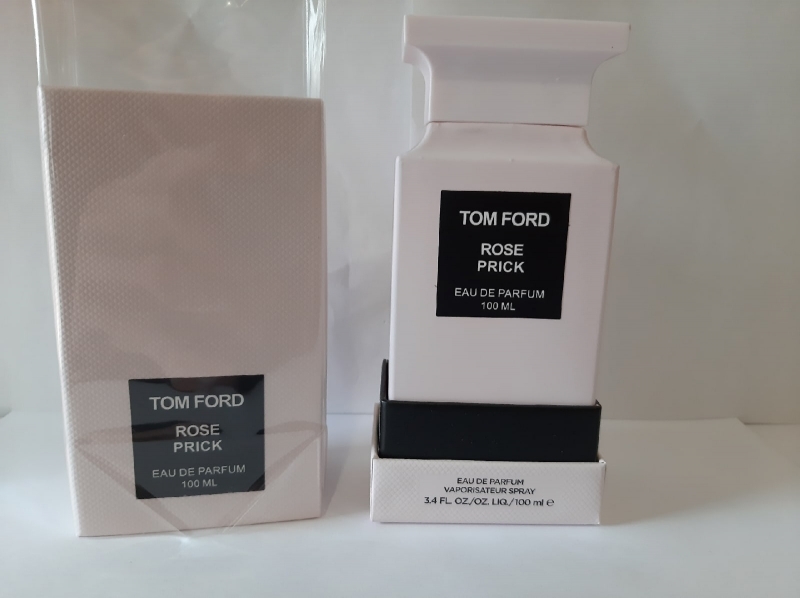 TOM FORD
ROSE
PRICK
EAU DE PARFUM
100 ML
TOM FORD
ROSE
PRICK
EAU DE PARFUM
100 ML
EAU DE PARFUM
VAPORISATEUR SPRAY
3.4 FL. OZ./OZ. LIQ./100 ml ℮